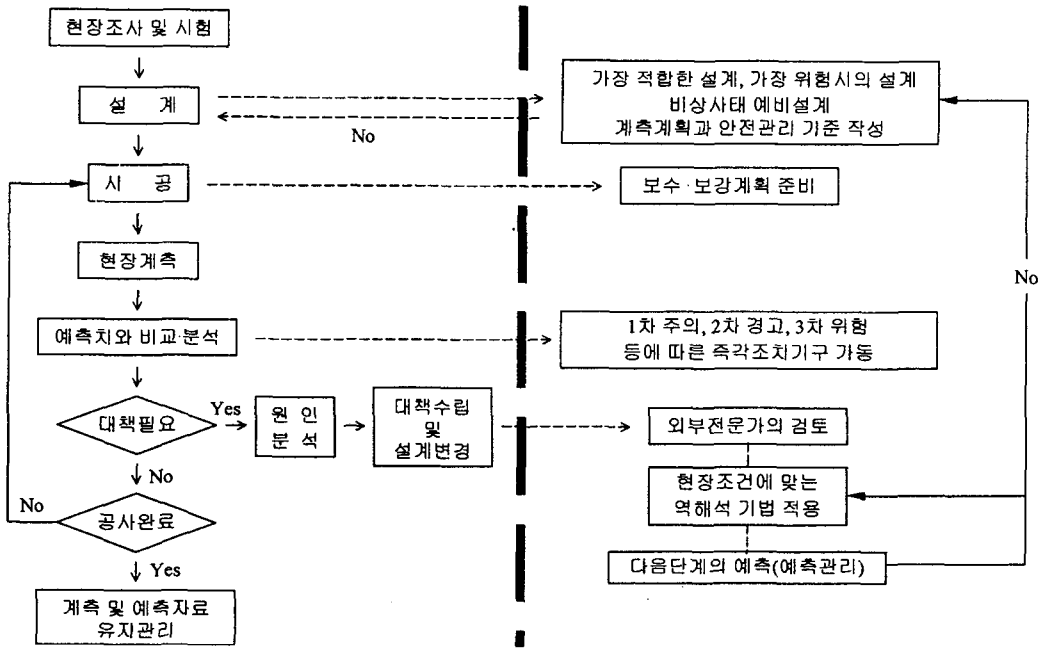 현장조사 및 시험
설 계
No
가장 적합한 설계, 가장 위험시의 설계
비상사태 예비설계
계측계획과 안전관리 기준 작성
시 공
보수·보강계획 준비
현장계측
No
예측치와 비교·분석
1차 주의, 2차 경고, 3차 위험
등에 따른 즉각조치기구 가동
대책필요
Yes
원 인
분 석
대책수립
및
설계변경
외부전문가의 검토
No
현장조건에 맞는
역해석 기법 적용
No
공사완료
다음단계의 예측(예측관리)
Yes
계측 및 예측자료
유지관리